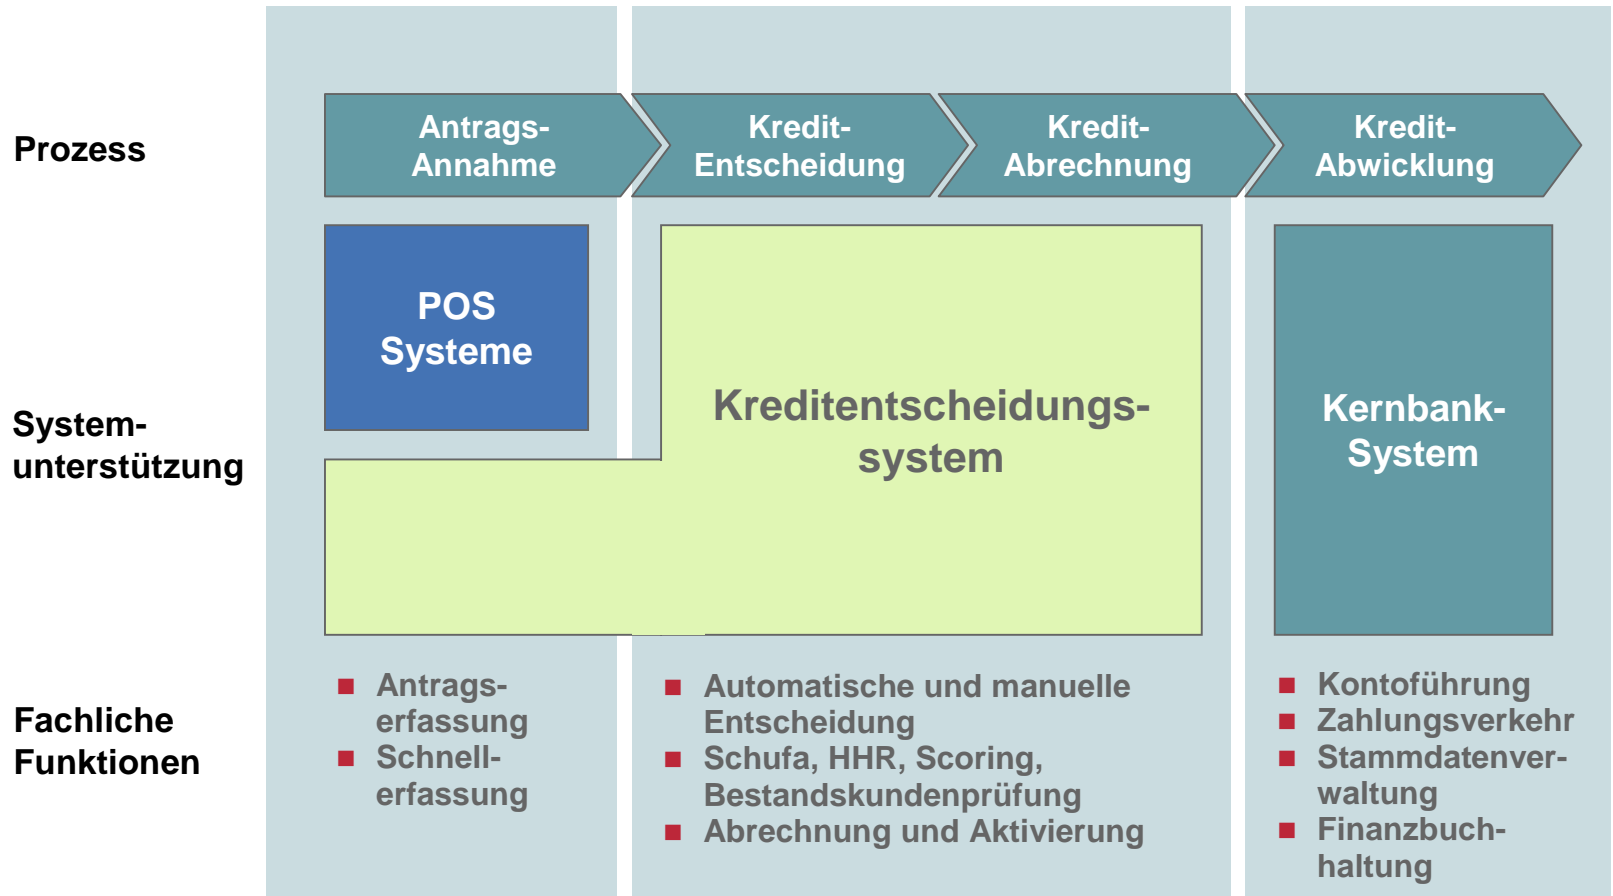 Prozess
Antrags-
Annahme
Kredit-
Entscheidung
Kredit-
Abrechnung
Kredit-
Abwicklung
System-
unterstützung
POS
Systeme
Kreditentscheidungs-
system
Kernbank-
System
Fachliche
Funktionen
Antrags-
erfassung
Schnell-
erfassung
Automatische und manuelle
Entscheidung
Schufa, HHR, Scoring,
Bestandskundenprüfung
Abrechnung und Aktivierung
Kontoführung
Zahlungsverkehr
Stammdatenver-
waltung
Finanzbuch-
haltung